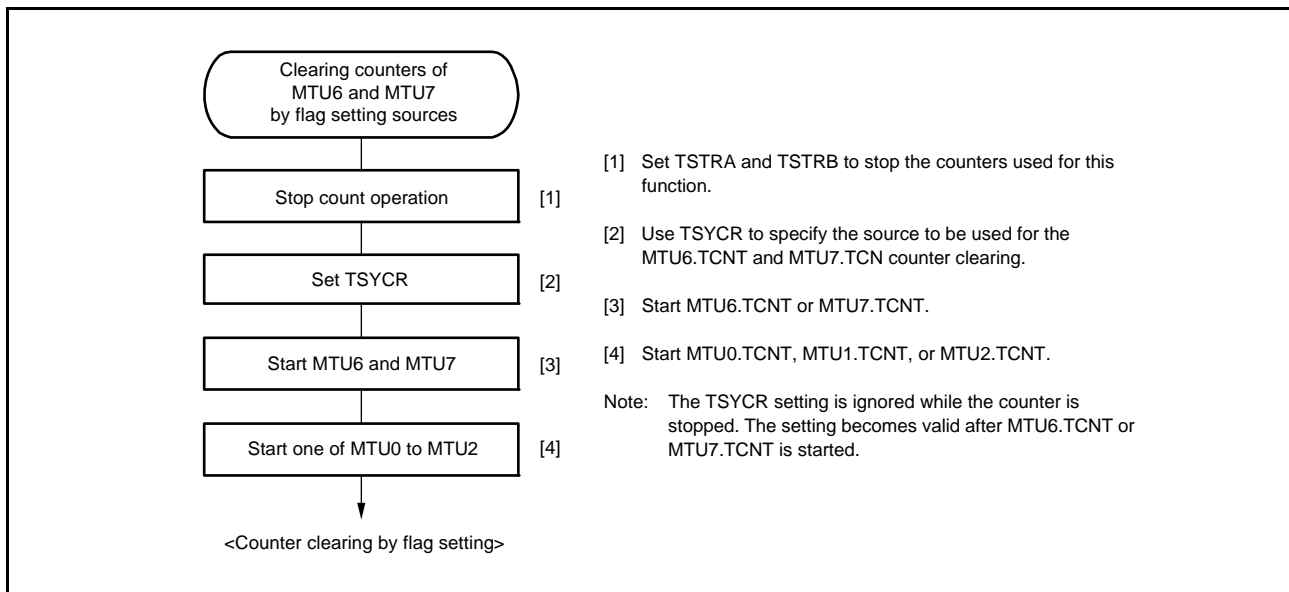 Clearing counters of
MTU6 and MTU7
by flag setting sources
Stop count operation
[1]
Set TSYCR
[2]
Start MTU6 and MTU7
[3]
Start one of MTU0 to MTU2
[4]
<Counter clearing by flag setting>
[1] Set TSTRA and TSTRB to stop the counters used for this
function.
[2] Use TSYCR to specify the source to be used for the
MTU6.TCNT and MTU7.TCN counter clearing.
[3] Start MTU6.TCNT or MTU7.TCNT.
[4] Start MTU0.TCNT, MTU1.TCNT, or MTU2.TCNT.
Note: The TSYCR setting is ignored while the counter is
stopped. The setting becomes valid after MTU6.TCNT or
MTU7.TCNT is started.